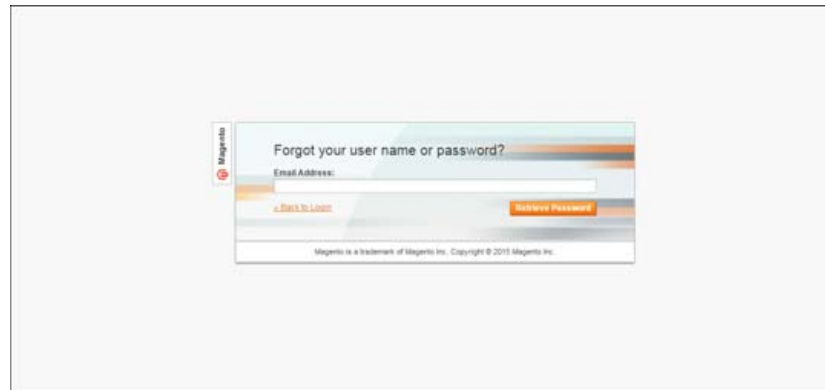 Magento
Forgot your user name or password?
Email Address:
« Back to Login
Retrieve Password
Magento is a trademark of Magento Inc. Copyright © 2015 Magento Inc.